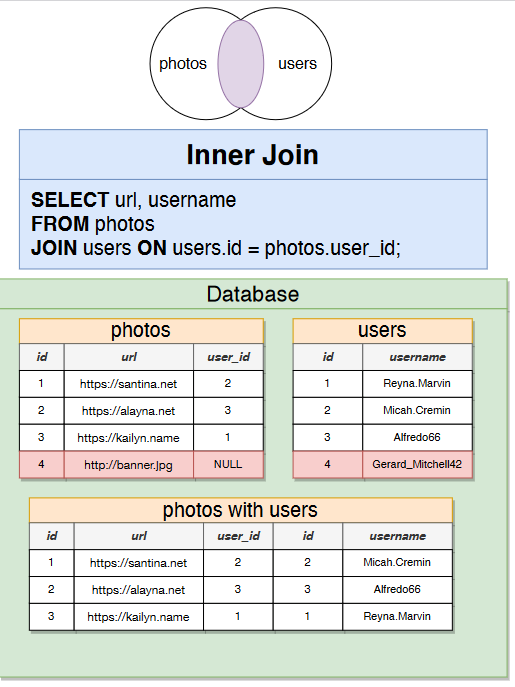 photos users
Inner Join
SELECT url, username
FROM photos
JOIN users ON users.id = photos.user_id;
Database
photos
id url user_id
1 https://santina.net 2
2 https://alayna.net 3
3 https://kailyn.name 1
4 http://banner.jpg NULL
users
id username
1 Reyna.Marvin
2 Micah.Cremin
3 Alfredo66
4 Gerard_Mitchell42
photos with users
id url user_id id username
1 https://santina.net 2 2 Micah.Cremin
2 https://alayna.net 3 3 Alfredo66
3 https://kailyn.name 1 1 Reyna.Marvin